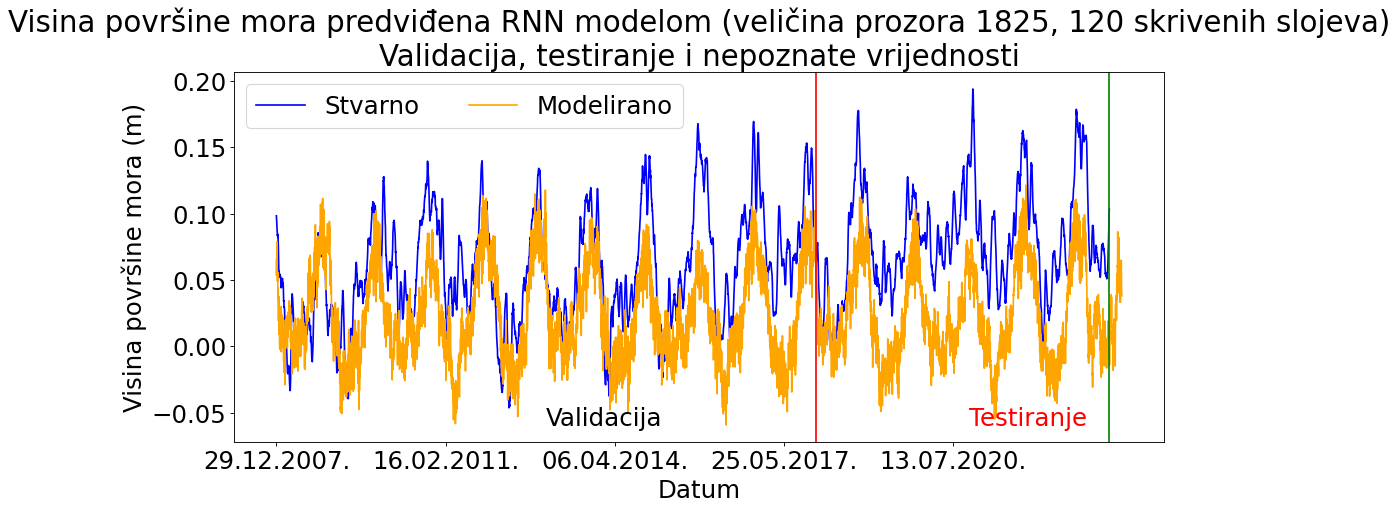 Visina površine mora predviđena RNN modelom (veličina prozora 1825, 120 skrivenih slojeva)
Validacija, testiranje i nepoznate vrijednosti
Stvarno
Modelirano
0.20
0.15
0.10
0.05
0.00
−0.05
Visina površine mora (m)
Validacija
Testiranje
29.12.2007.
16.02.2011.
06.04.2014.
25.05.2017.
13.07.2020.
Datum